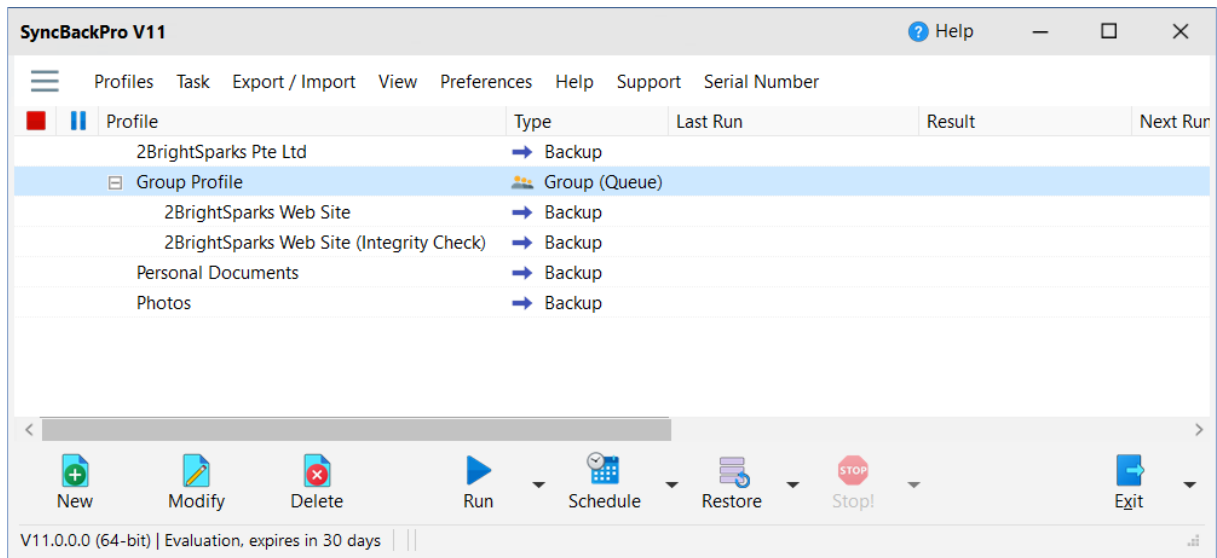 SyncBackPro V11 Help
Profiles Task Export / Import View Preferences Help Support Serial Number
Profile Type Last Run Result Next Run
2BrightSparks Pte Ltd Backup
Group Profile Group (Queue)
2BrightSparks Web Site Backup
2BrightSparks Web Site (Integrity Check) Backup
Personal Documents Backup
Photos Backup
STOP
New Modify Delete Run Schedule Restore Stop! Exit
V11.0.0.0 (64-bit) | Evaluation, expires in 30 days